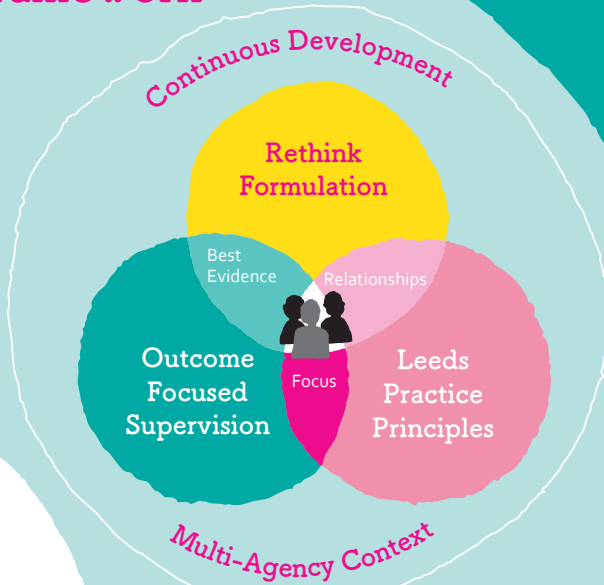 Continuous Development
Rethink
Formulation
Best
Evidence
Relationships
Outcome
Focused
Supervision
Focus
Leeds
Practice
Principles
Multi-Agency Context